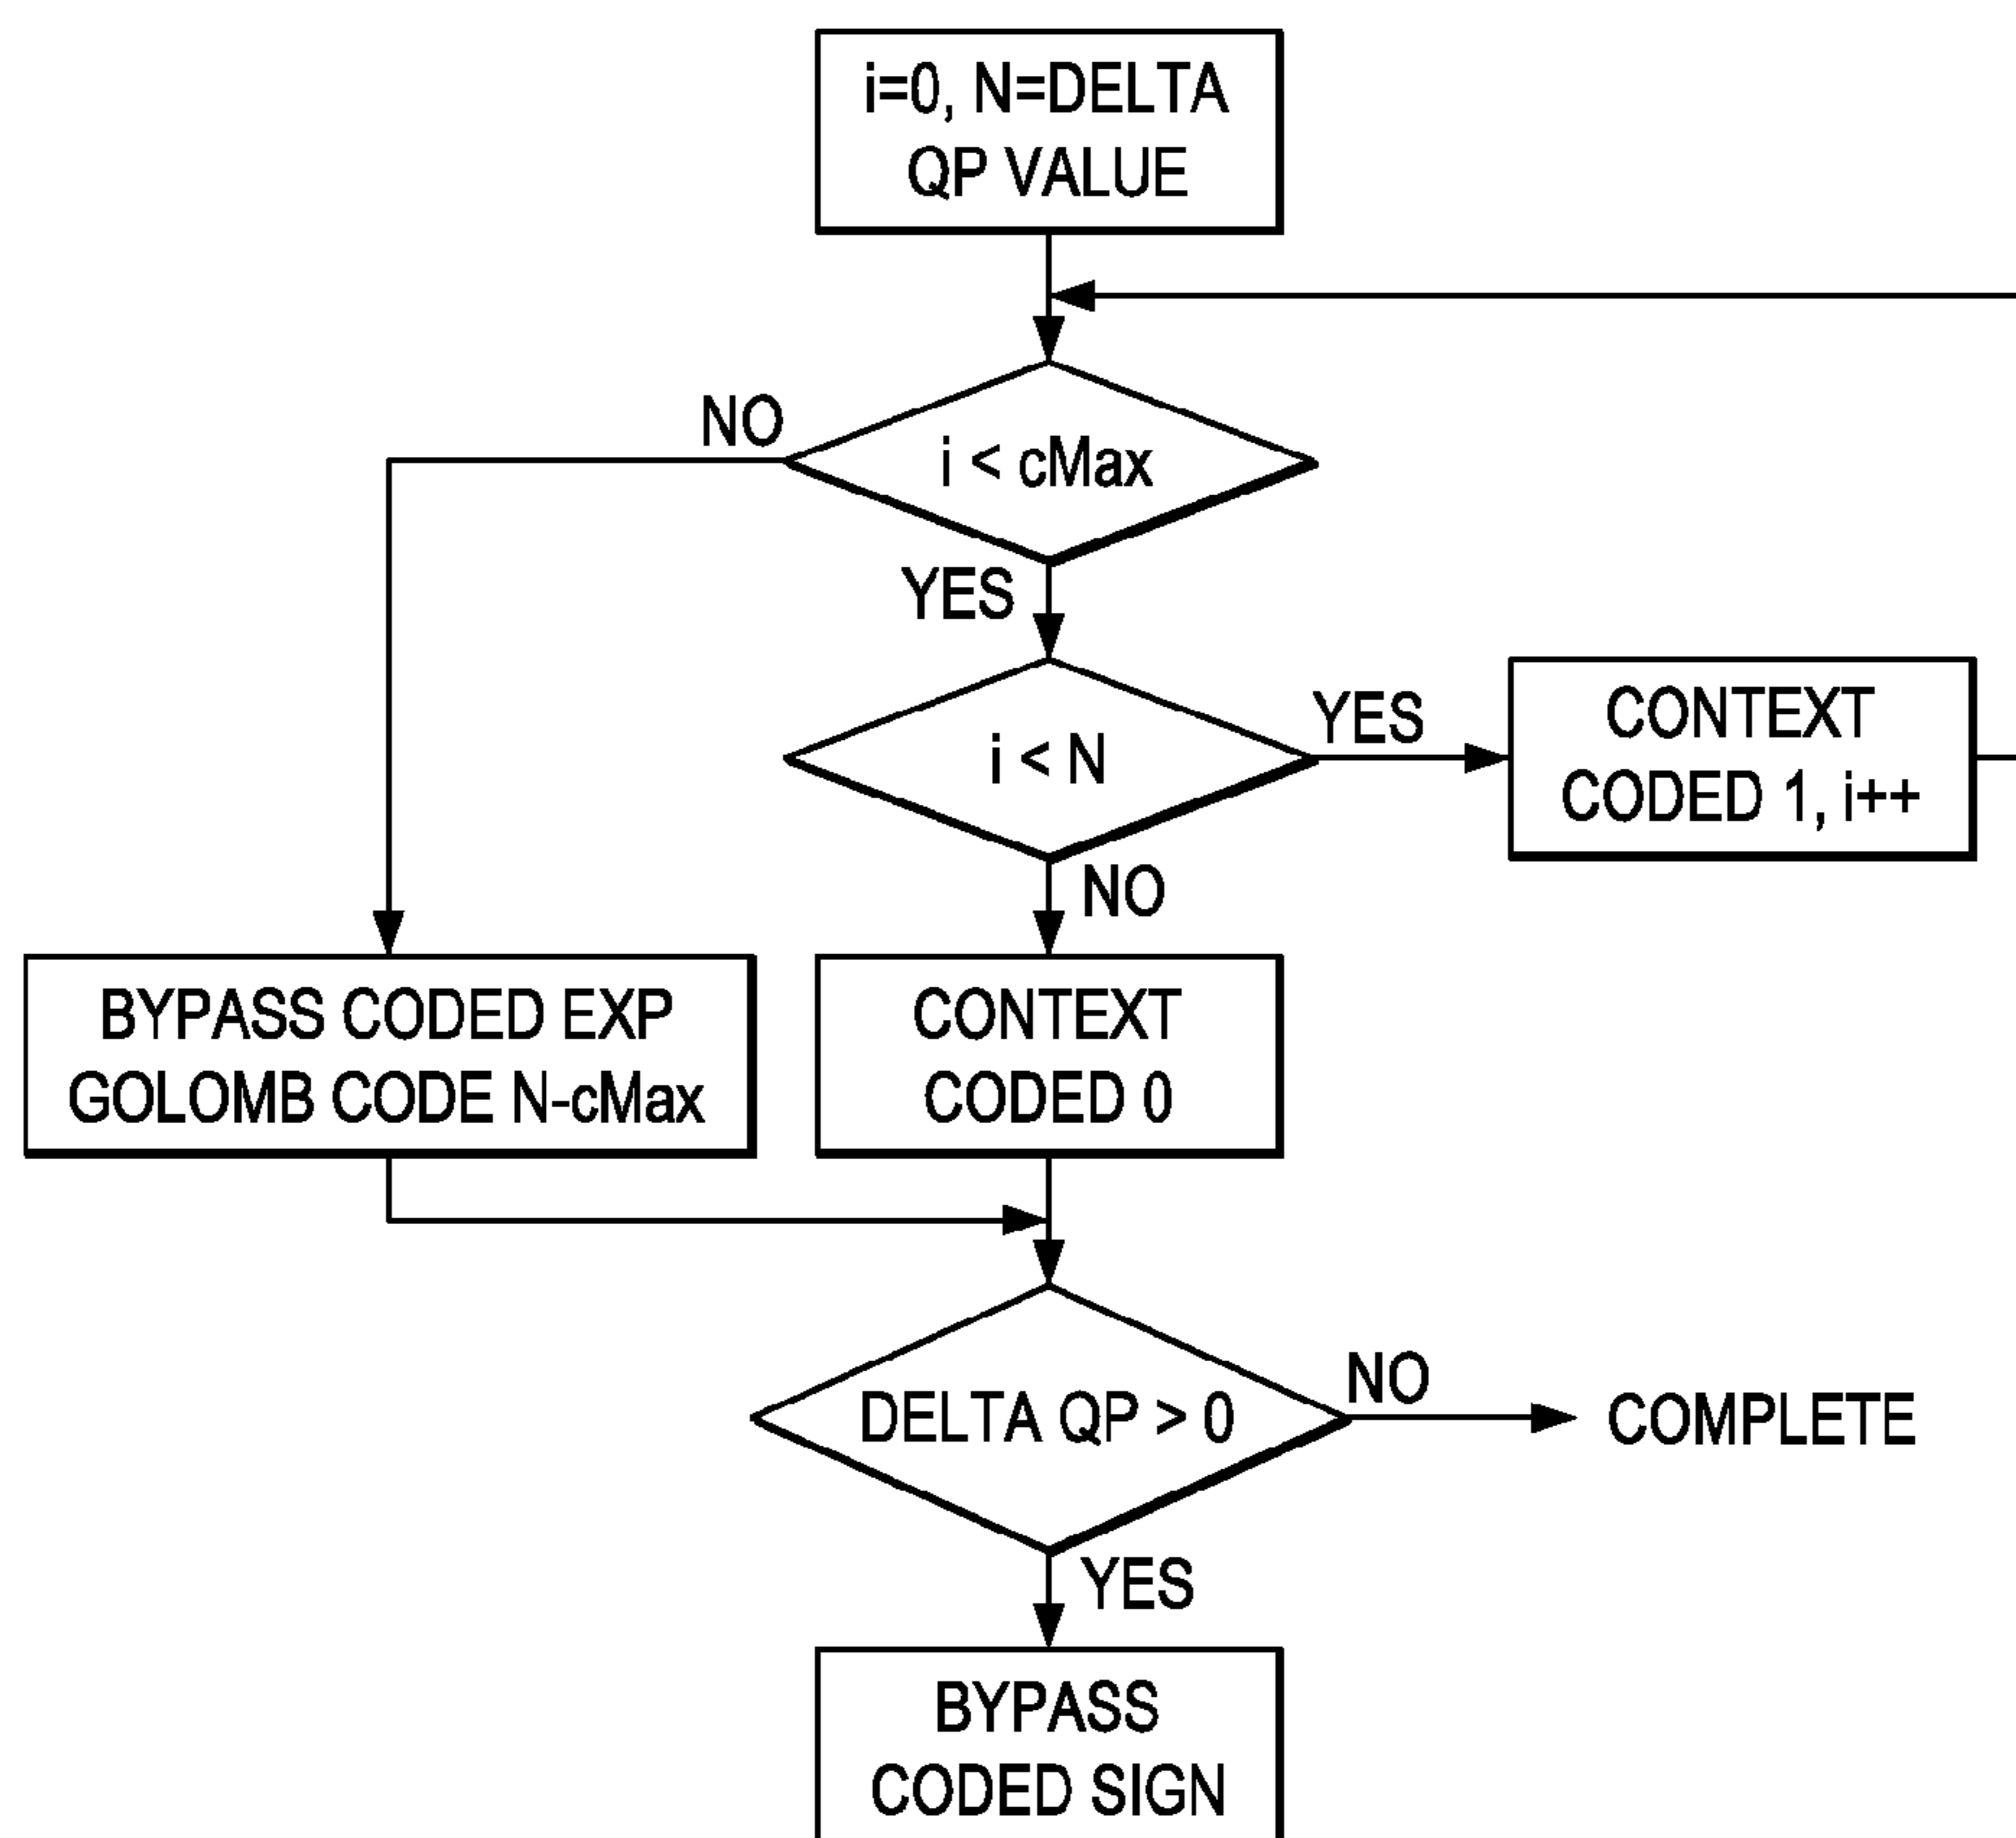 i=0, N=DELTA
QP VALUE
NO
i < cMax
YES
i < N
YES
CONTEXT
CODED 1, i++
NO
BYPASS CODED EXP
GOLOMB CODE N-cMax
CONTEXT
CODED 0
DELTA QP > 0
NO
COMPLETE
YES
BYPASS
CODED SIGN